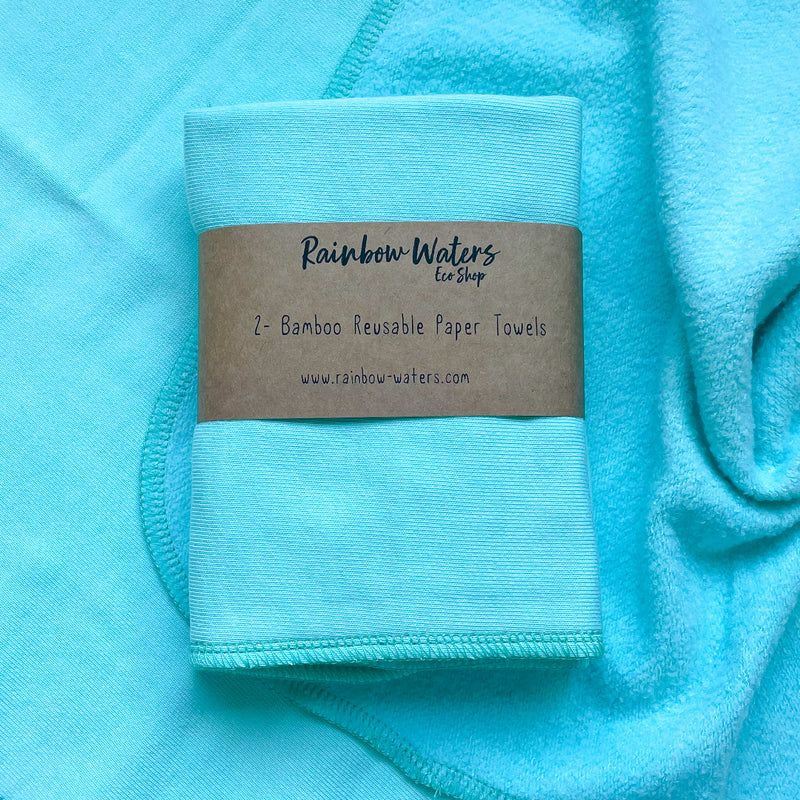 Rainbow Waters
Eco Shop
2- Bamboo Reusable Paper Towels
www.rainbow-waters.com